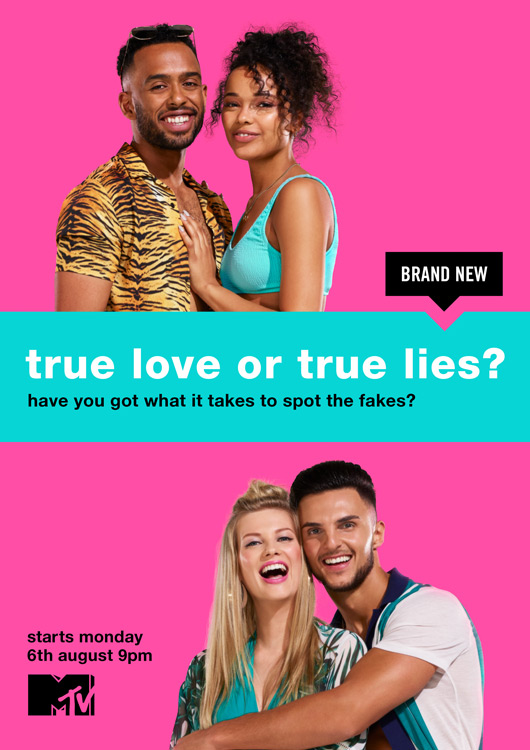 BRAND NEW
true love or true lies?
have you got what it takes to spot the fakes?
starts monday
6th august 9pm
MTV